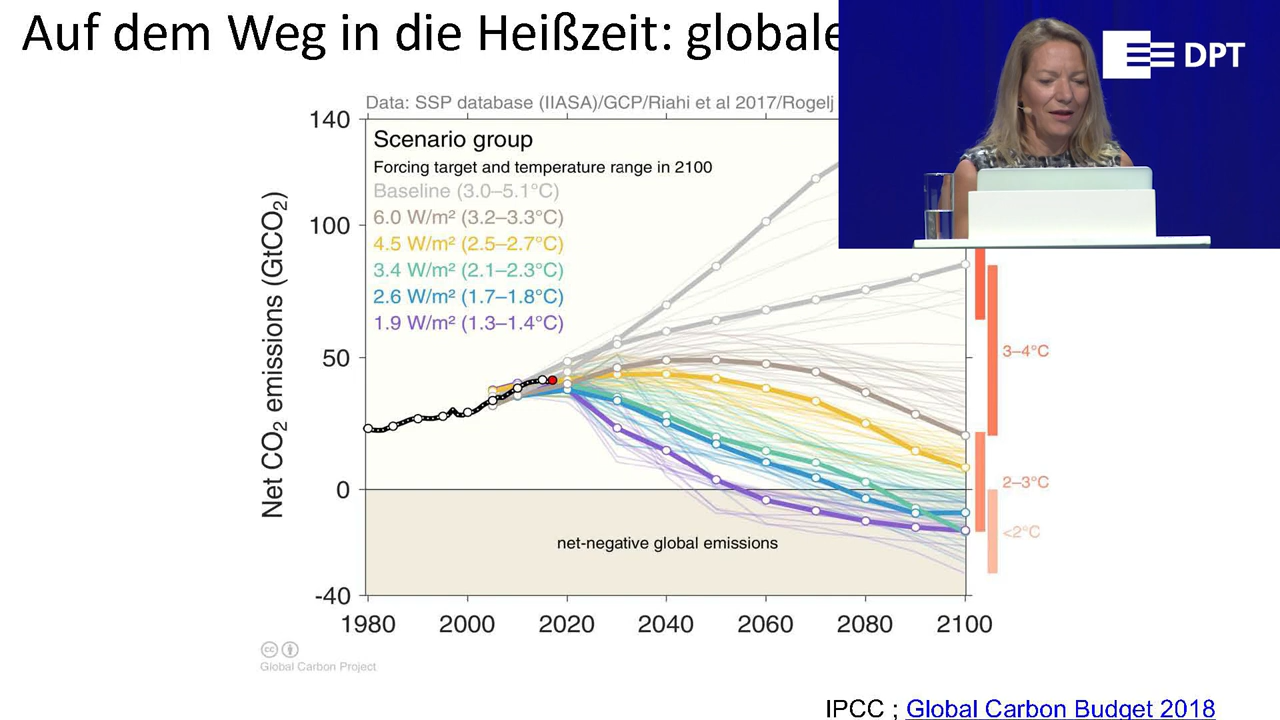 Auf dem Weg in die Heißzeit: globale
DPT
Data: SSP database (IIASA)/GCP/Riahi et al 2017/Rogelj
Scenario group
Forcing target and temperature range in 2100
Baseline (3.0–5.1°C)
6.0 W/m² (3.2–3.3°C)
4.5 W/m² (2.5–2.7°C)
3.4 W/m² (2.1–2.3°C)
2.6 W/m² (1.7–1.8°C)
1.9 W/m² (1.3–1.4°C)
Net CO₂ emissions (GtCO₂)
140
100
50
0
-40
3–4°C
2–3°C
<2°C
net-negative global emissions
1980 2000 2020 2040 2060 2080 2100
cc
Global Carbon Project
IPCC ; Global Carbon Budget 2018